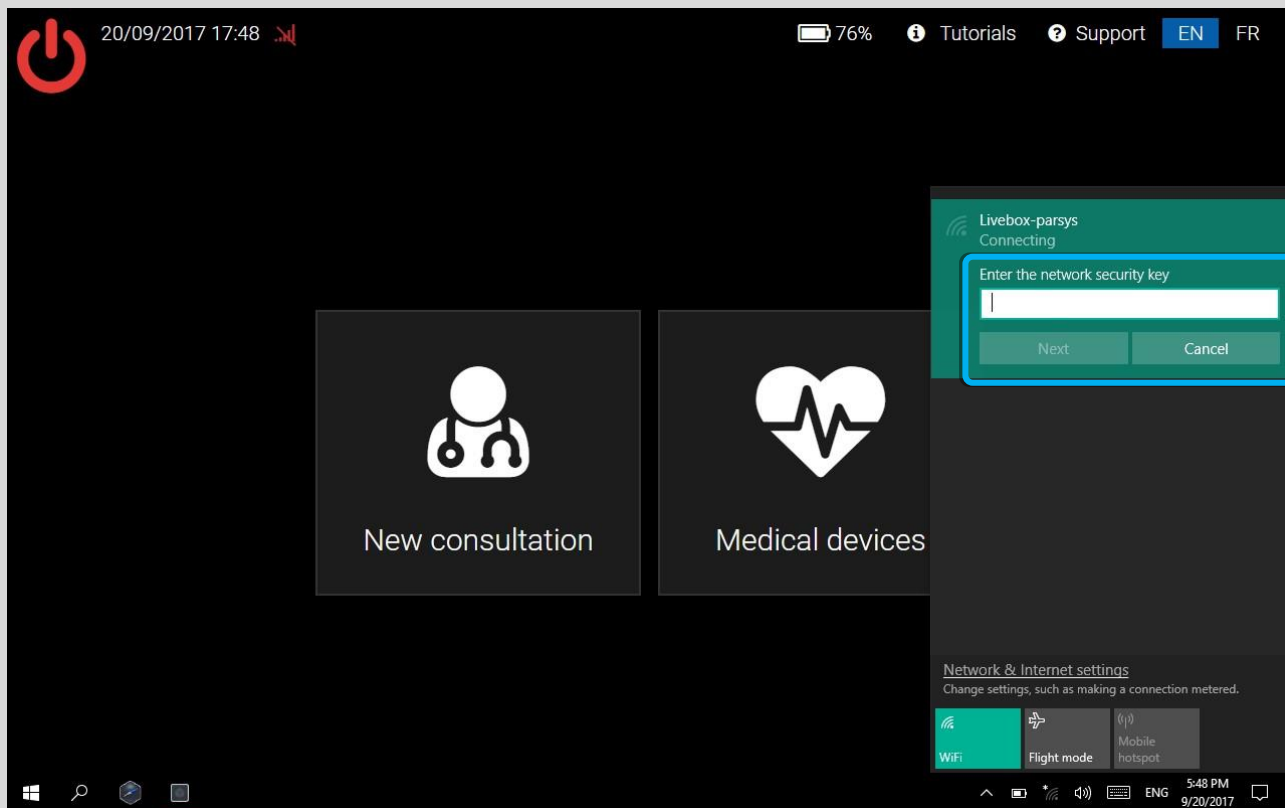 20/09/2017 17:48
76%
Tutorials
Support
EN
FR
Livebox-parsys
Connecting
Enter the network security key
Next
Cancel
New consultation
Medical devices
Network & Internet settings
Change settings, such as making a connection metered.
WiFi
Flight mode
Mobile
hotspot
ENG
5:48 PM
9/20/2017